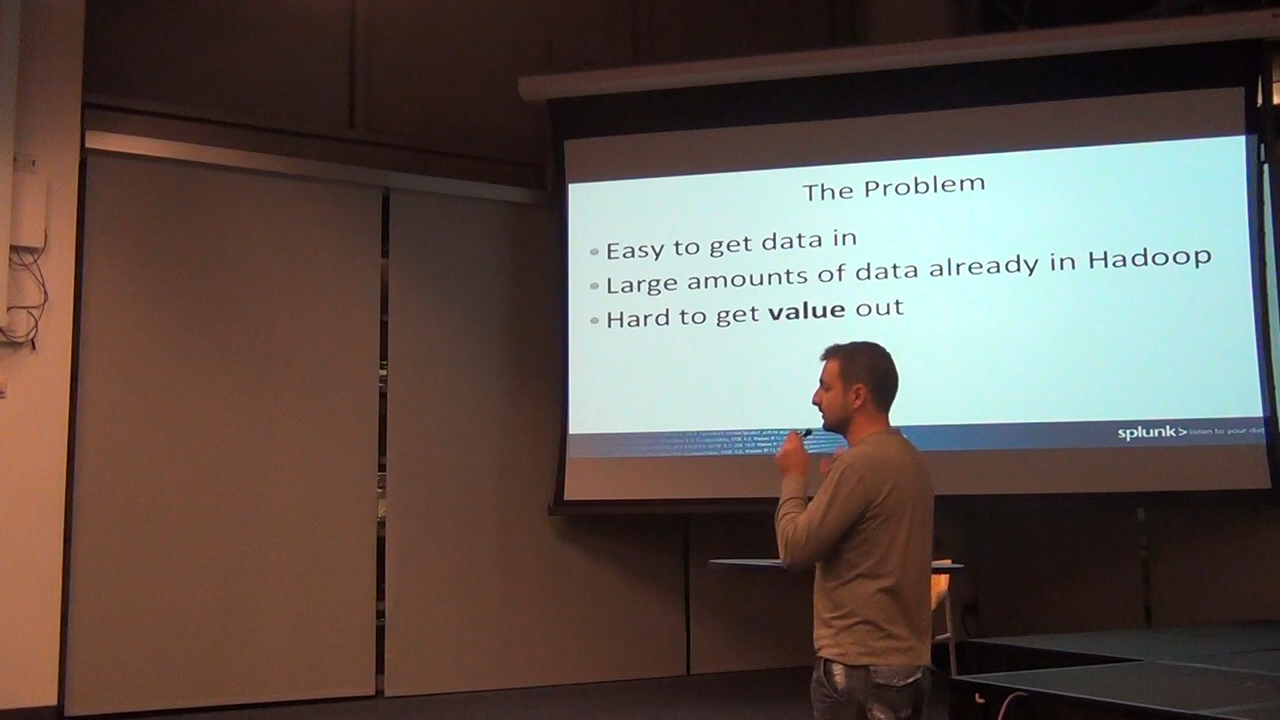 The Problem
Easy to get data in
Large amounts of data already in Hadoop
Hard to get value out
splunk> listen to your dat